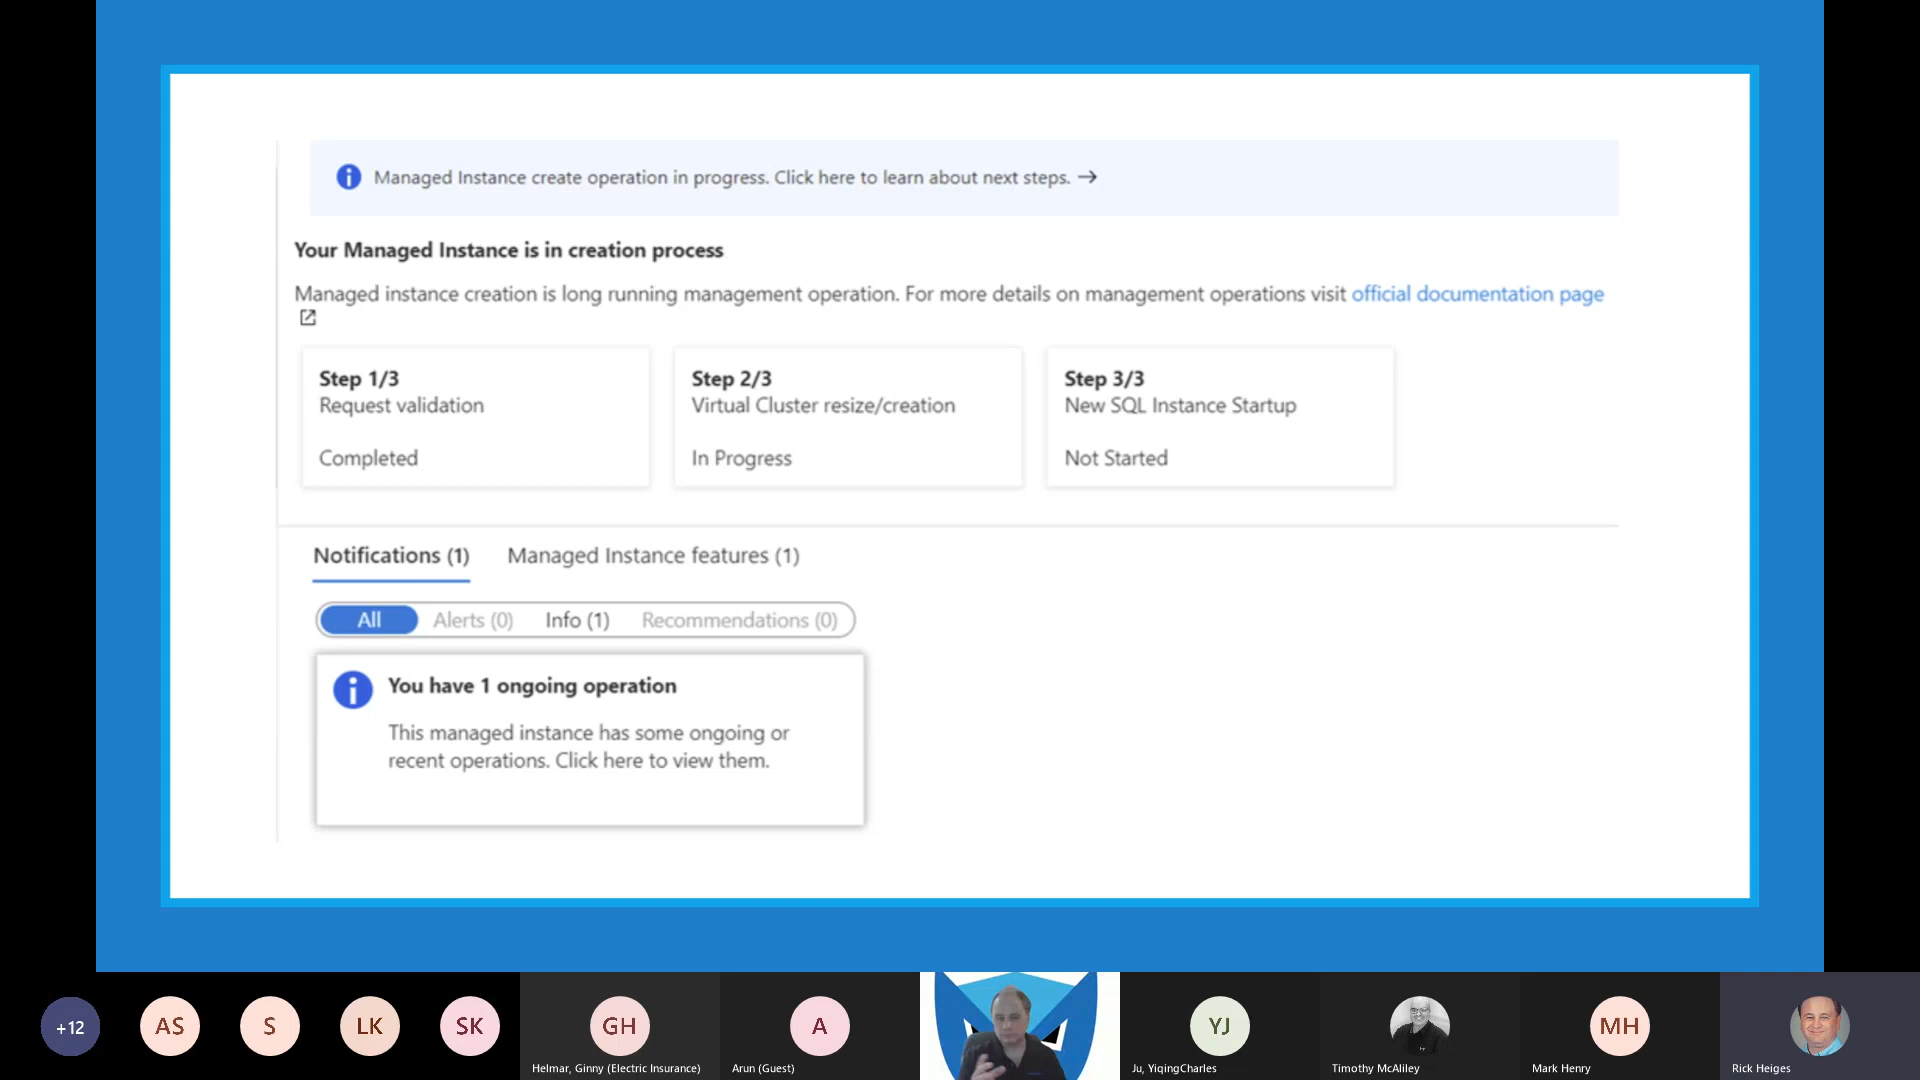 Managed Instance create operation in progress. Click here to learn about next steps. →
Your Managed Instance is in creation process
Managed instance creation is long running management operation. For more details on management operations visit official documentation page
Step 1/3
Request validation
Completed
Step 2/3
Virtual Cluster resize/creation
In Progress
Step 3/3
New SQL Instance Startup
Not Started
Notifications (1) Managed Instance features (1)
All Alerts (0) Info (1) Recommendations (0)
You have 1 ongoing operation
This managed instance has some ongoing or
recent operations. Click here to view them.
+12 AS S LK SK GH A YJ MH
Helmar, Ginny (Electric Insurance) Arun (Guest) Ju, YiqingCharles Timothy McAliley Mark Henry Rick Heiges